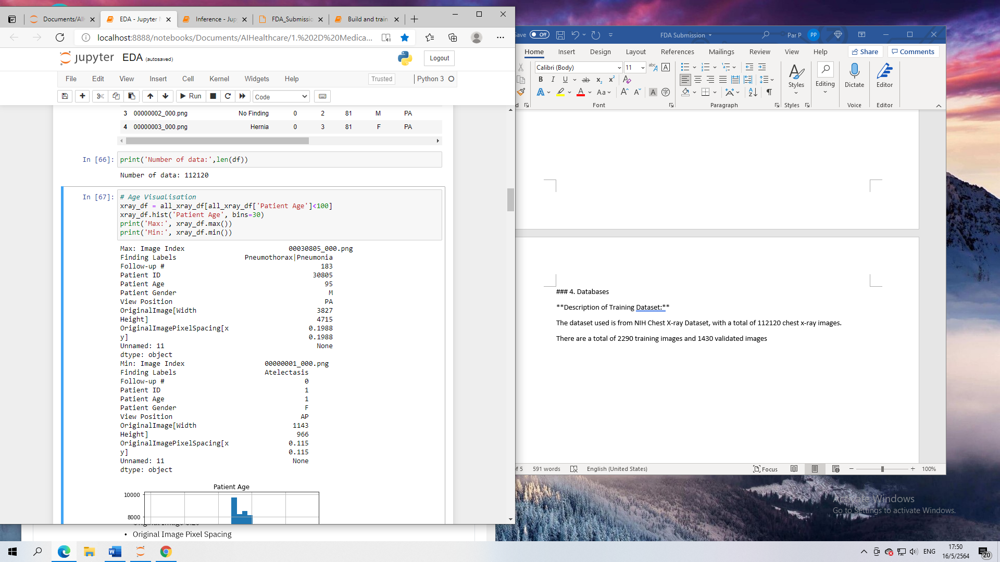 Documents/AIH
EDA - Jupyter N
Inference - Jup
FDA_Submissio
Build and train
localhost:8888/notebooks/Documents/AIHealthcare/1.%202D%20Medica...
jupyter EDA (autosaved)
Logout
File Edit View Insert Cell Kernel Widgets Help
Trusted
Python 3
Run
Code
3 00000002_000.png No Finding 0 2 81 M PA
4 00000003_000.png Hernia 0 3 81 F PA
In [66]: print('Number of data:',len(df))
Number of data: 112120
In [67]: # Age Visualisation
xray_df = all_xray_df[all_xray_df['Patient Age']<100]
xray_df.hist('Patient Age', bins=30)
print('Max:', xray_df.max())
print('Min:', xray_df.min())
Max: Image Index 00030805_000.png
Finding Labels Pneumothorax|Pneumonia
Follow-up # 183
Patient ID 30805
Patient Age 95
Patient Gender M
View Position PA
OriginalImage[Width 3827
Height] 4715
OriginalImagePixelSpacing[x 0.1988
y] 0.1988
Unnamed: 11 None
dtype: object
Min: Image Index 00000001_000.png
Finding Labels Atelectasis
Follow-up # 0
Patient ID 1
Patient Age 1
Patient Gender F
View Position AP
OriginalImage[Width 1143
Height] 966
OriginalImagePixelSpacing[x 0.115
y] 0.115
Unnamed: 11 None
dtype: object
Patient Age
10000
8000
• Original Image Pixel Spacing
ave Off
FDA Submission
Par P PP
Home Insert Design Layout References Mailings Review View Help
Share
Comments
Calibri (Body) 11
Styles
Editing
Dictate
Editor
d Font Paragraph Styles Voice Editor
### 4. Databases
**Description of Training Dataset:**
The dataset used is from NIH Chest X-ray Dataset, with a total of 112120 chest x-ray images.
There are a total of 2290 training images and 1430 validated images
of 5 591 words English (United States) Focus 100%
Activate Windows
Go to Settings to activate Windows.
ENG
17:50
16/5/2564
20